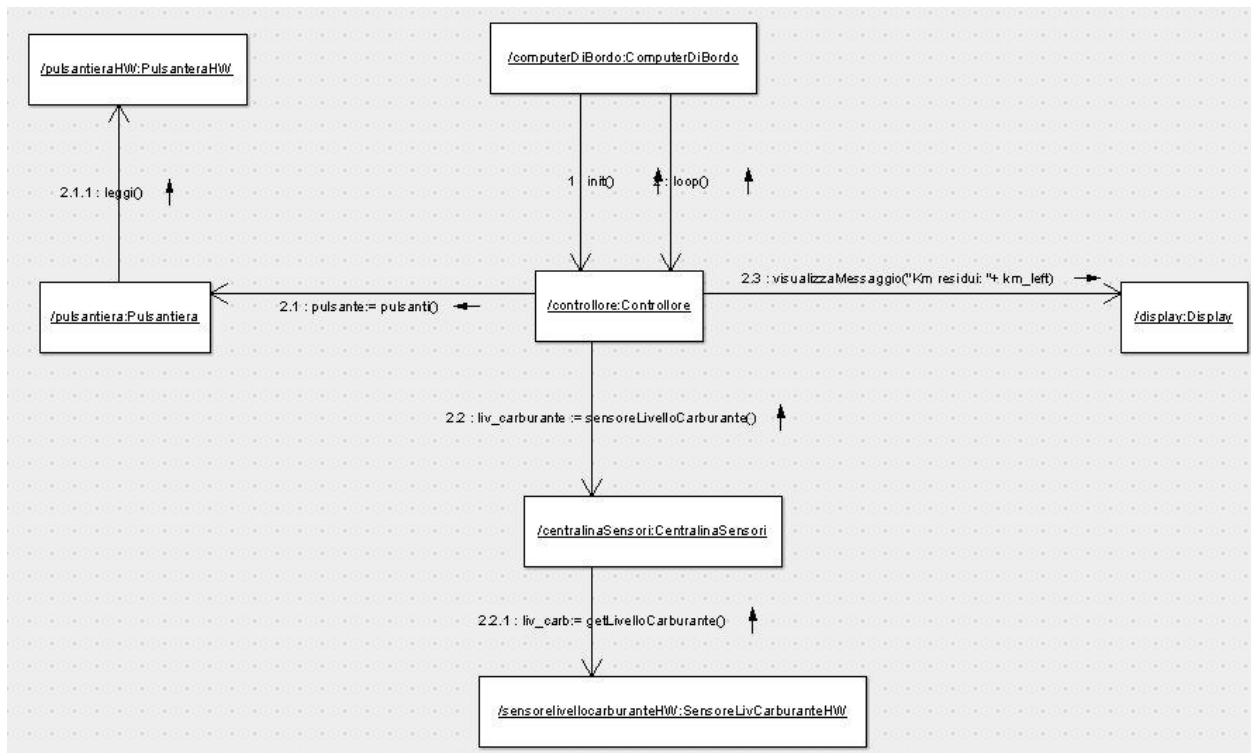 /computerDiBordo:ComputerDiBordo
/pulsantieraHW:PulsanteraHW
1 : init()
2 : loop()
2.1.1 : leggi()
2.3 : visualizzaMessaggio("Km residui: "+ km_left)
2.1 : pulsante:= pulsanti()
/controllore:Controllore
/pulsantiera:Pulsantiera
/display:Display
2.2 : liv_carburante := sensoreLivelloCarburante()
/centralinaSensori:CentralinaSensori
2.2.1 : liv_carb:= getLivelloCarburante()
/sensorelivellocarburanteHW:SensoreLivCarburanteHW